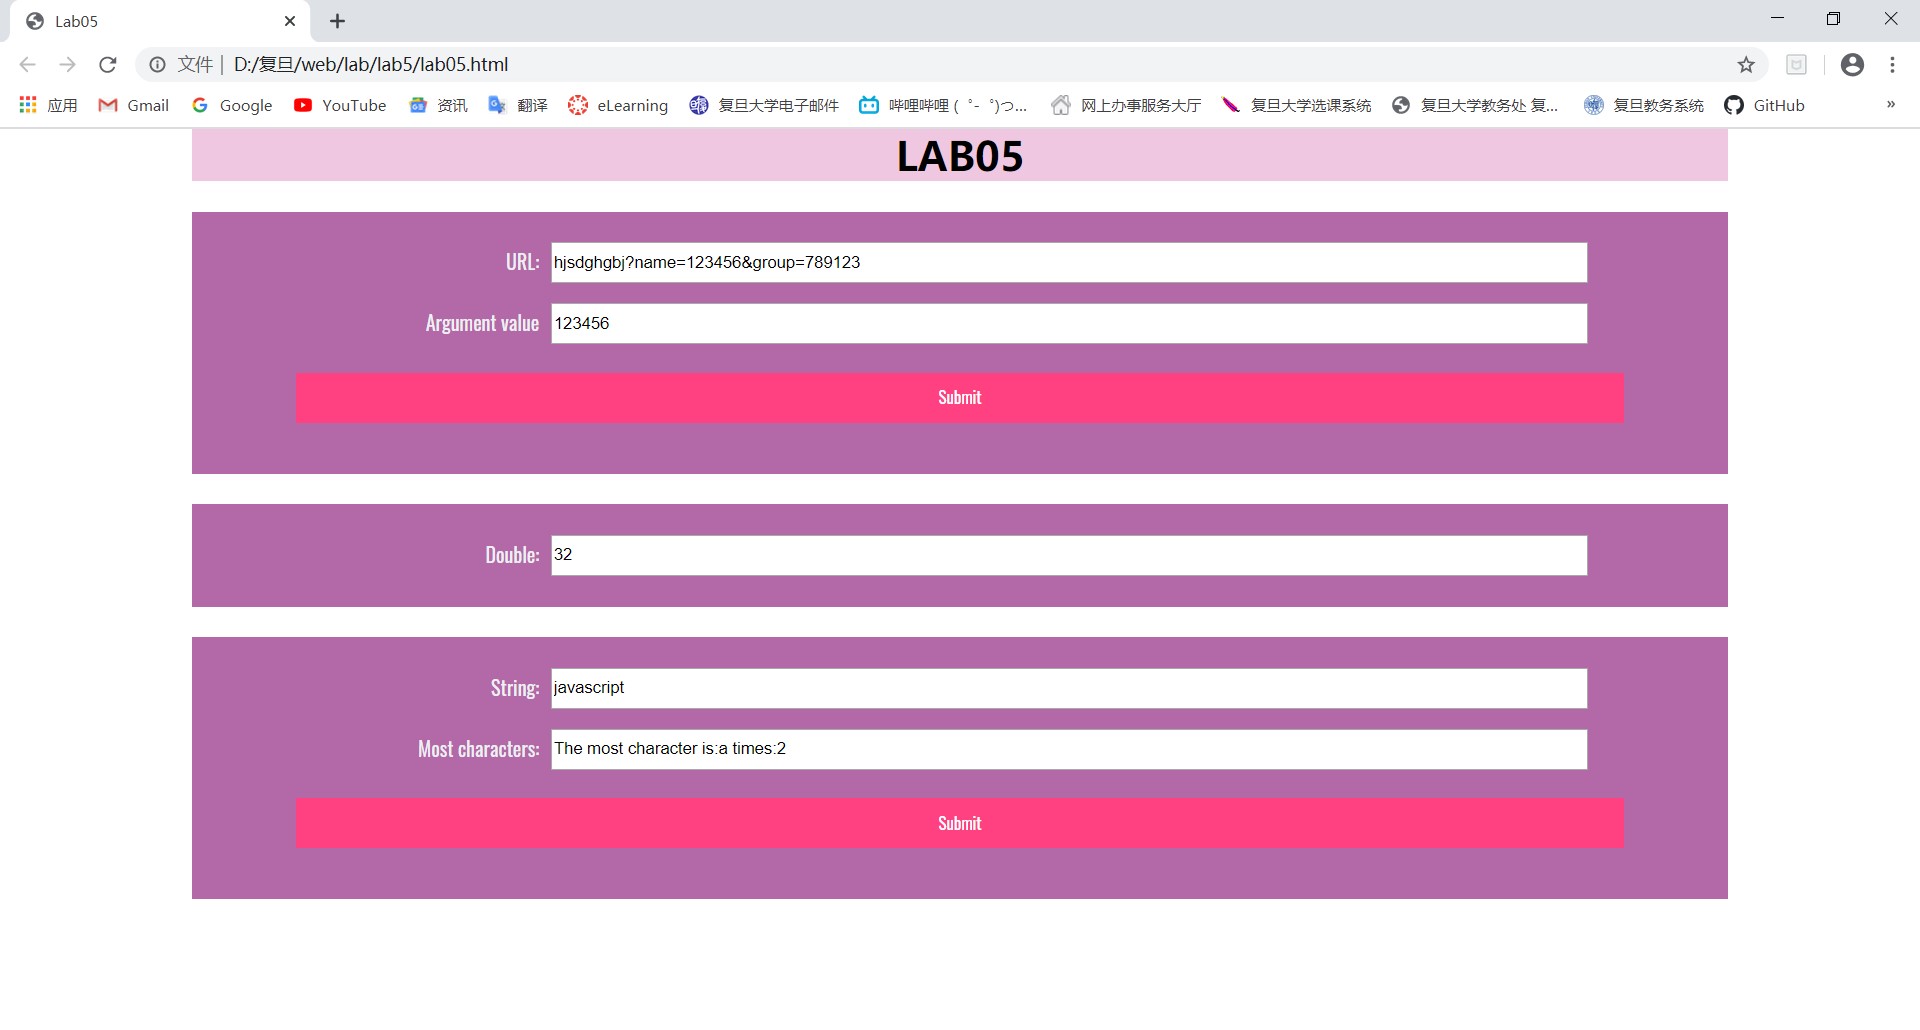 Lab05
文件 | D:/复旦/web/lab/lab5/lab05.html
应用 Gmail Google YouTube 资讯 翻译 eLearning 复旦大学电子邮件 哔哩哔哩 ( ゜- ゜)つ... 网上办事服务大厅 复旦大学选课系统 复旦大学教务处 复... 复旦教务系统 GitHub »
LAB05
URL: hjsdghgbj?name=123456&group=789123
Argument value 123456
Submit
Double: 32
String: javascript
Most characters: The most character is:a times:2
Submit